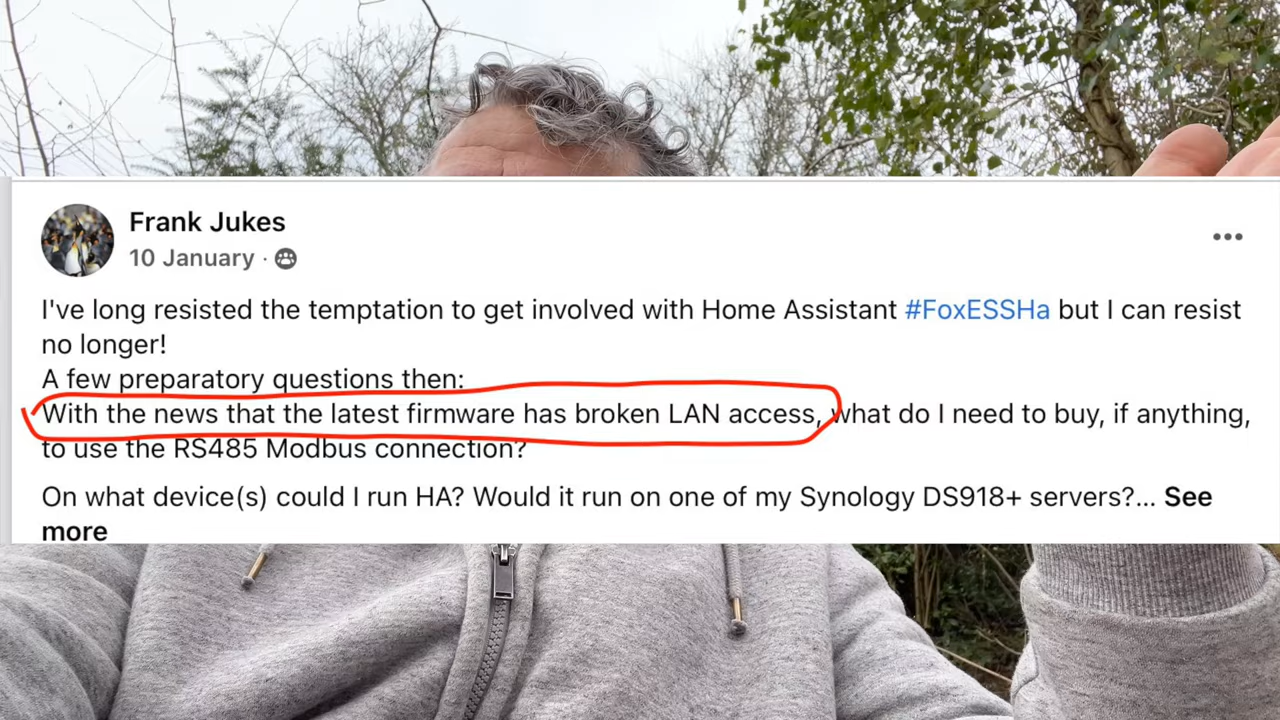 Frank Jukes
10 January ·
I've long resisted the temptation to get involved with Home Assistant #FoxESSHa but I can resist
no longer!
A few preparatory questions then:
With the news that the latest firmware has broken LAN access, what do I need to buy, if anything,
to use the RS485 Modbus connection?
On what device(s) could I run HA? Would it run on one of my Synology DS918+ servers?... See
more